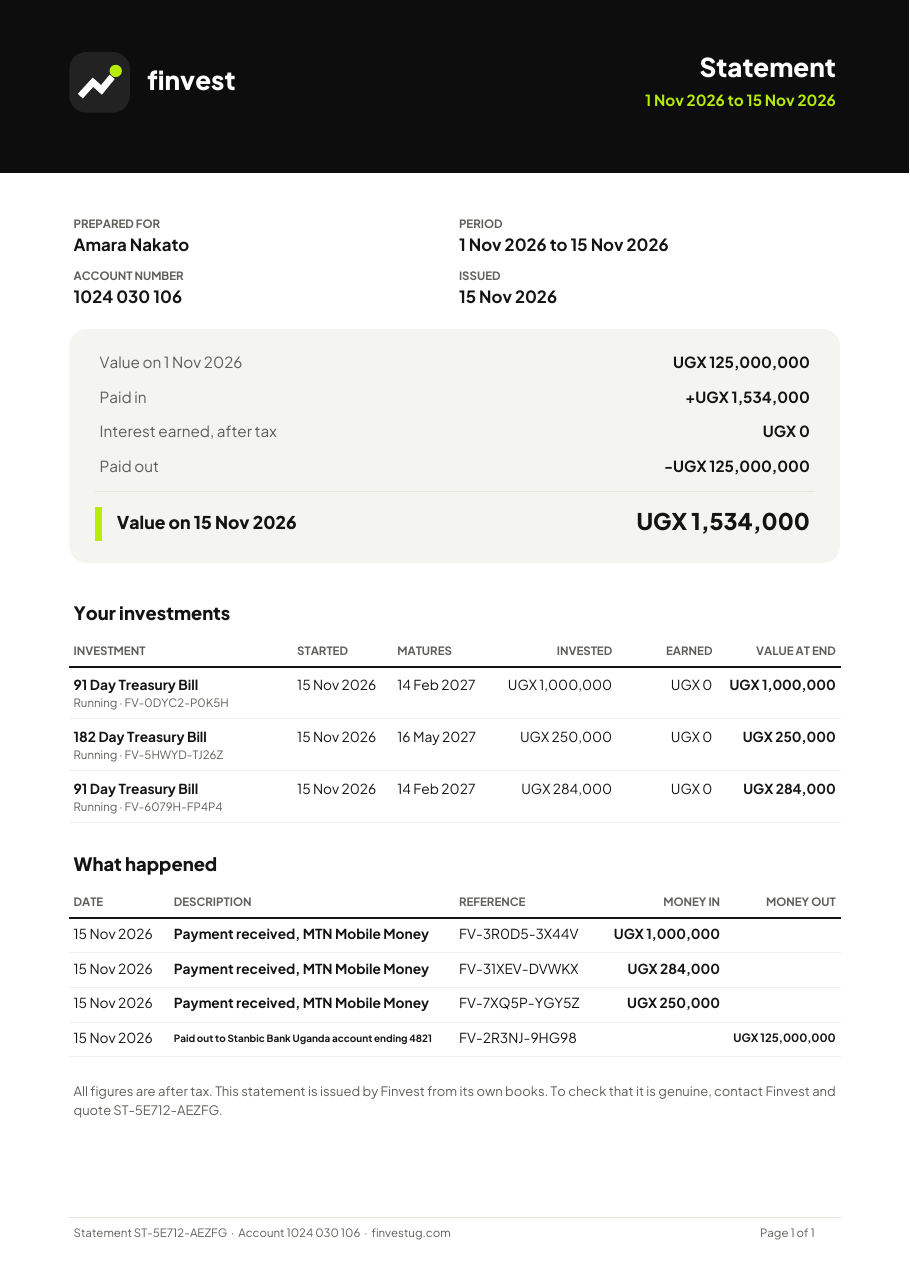 finvest
Statement
1 Nov 2026 to 15 Nov 2026
PREPARED FOR
Amara Nakato
PERIOD
1 Nov 2026 to 15 Nov 2026
ACCOUNT NUMBER
1024 030 106
ISSUED
15 Nov 2026
Value on 1 Nov 2026 UGX 125,000,000
Paid in +UGX 1,534,000
Interest earned, after tax UGX 0
Paid out −UGX 125,000,000
Value on 15 Nov 2026 UGX 1,534,000
Your investments
INVESTMENT STARTED MATURES INVESTED EARNED VALUE AT END
91 Day Treasury Bill 15 Nov 2026 14 Feb 2027 UGX 1,000,000 UGX 0 UGX 1,000,000
Running · FV-0DYC2-P0K5H
182 Day Treasury Bill 15 Nov 2026 16 May 2027 UGX 250,000 UGX 0 UGX 250,000
Running · FV-5HWYD-TJ26Z
91 Day Treasury Bill 15 Nov 2026 14 Feb 2027 UGX 284,000 UGX 0 UGX 284,000
Running · FV-6079H-FP4P4
What happened
DATE DESCRIPTION REFERENCE MONEY IN MONEY OUT
15 Nov 2026 Payment received, MTN Mobile Money FV-3R0D5-3X44V UGX 1,000,000
15 Nov 2026 Payment received, MTN Mobile Money FV-31XEV-DVWKX UGX 284,000
15 Nov 2026 Payment received, MTN Mobile Money FV-7XQ5P-YGY5Z UGX 250,000
15 Nov 2026 Paid out to Stanbic Bank Uganda account ending 4821 FV-2R3NJ-9HG98 UGX 125,000,000
All figures are after tax. This statement is issued by Finvest from its own books. To check that it is genuine, contact Finvest and
quote ST-5E712-AEZFG.
Statement ST-5E712-AEZFG · Account 1024 030 106 · finvestug.com Page 1 of 1